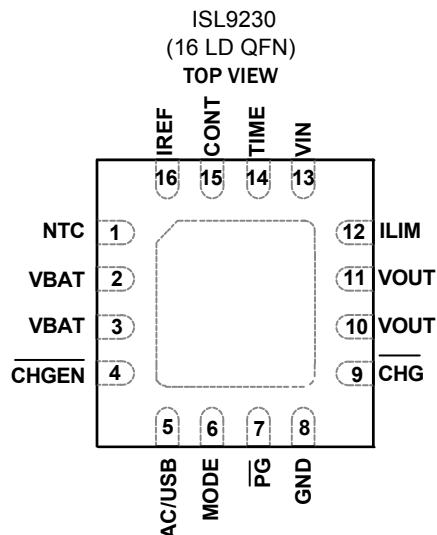 ISL9230
(16 LD QFN)
TOP VIEW
IREF CONT TIME VIN
16 15 14 13
NTC 1 12 ILIM
VBAT 2 11 VOUT
VBAT 3 10 VOUT
CHGEN 4 9 CHG
5 6 7 8
AC/USB MODE PG GND